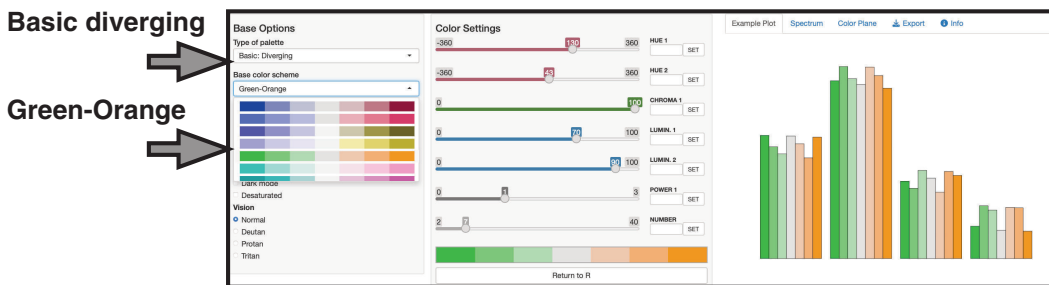 Basic diverging
Green-Orange
Base Options
Type of palette
Basic: Diverging
Base color scheme
Green-Orange
Dark mode
Desaturated
Vision
Normal
Deutan
Protan
Tritan
Color Settings
-360 130 360 HUE 1 SET
-360 43 360 HUE 2 SET
0 100 CHROMA 1 SET
0 70 100 LUMIN. 1 SET
0 90 100 LUMIN. 2 SET
0 1 3 POWER 1 SET
2 7 40 NUMBER SET
Return to R
Example Plot Spectrum Color Plane Export Info